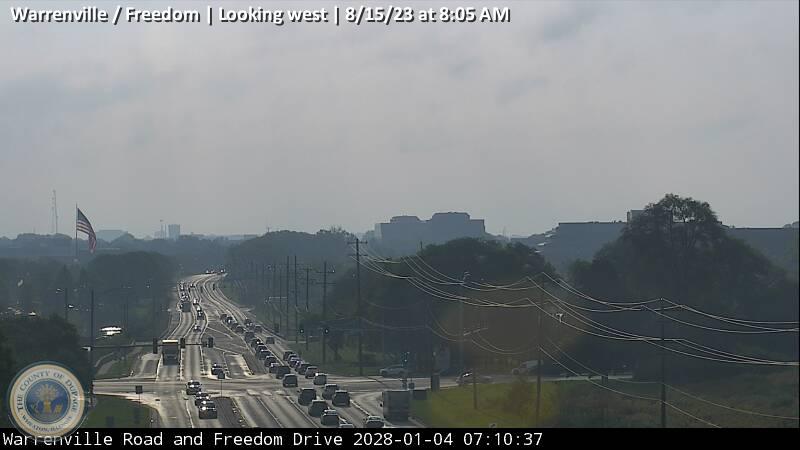 Warrenville / Freedom | Looking west | 8/15/23 at 8:05 AM
THE COUNTY OF DUPAGE
Warrenville Road and Freedom Drive 2028-01-04 07:10:37